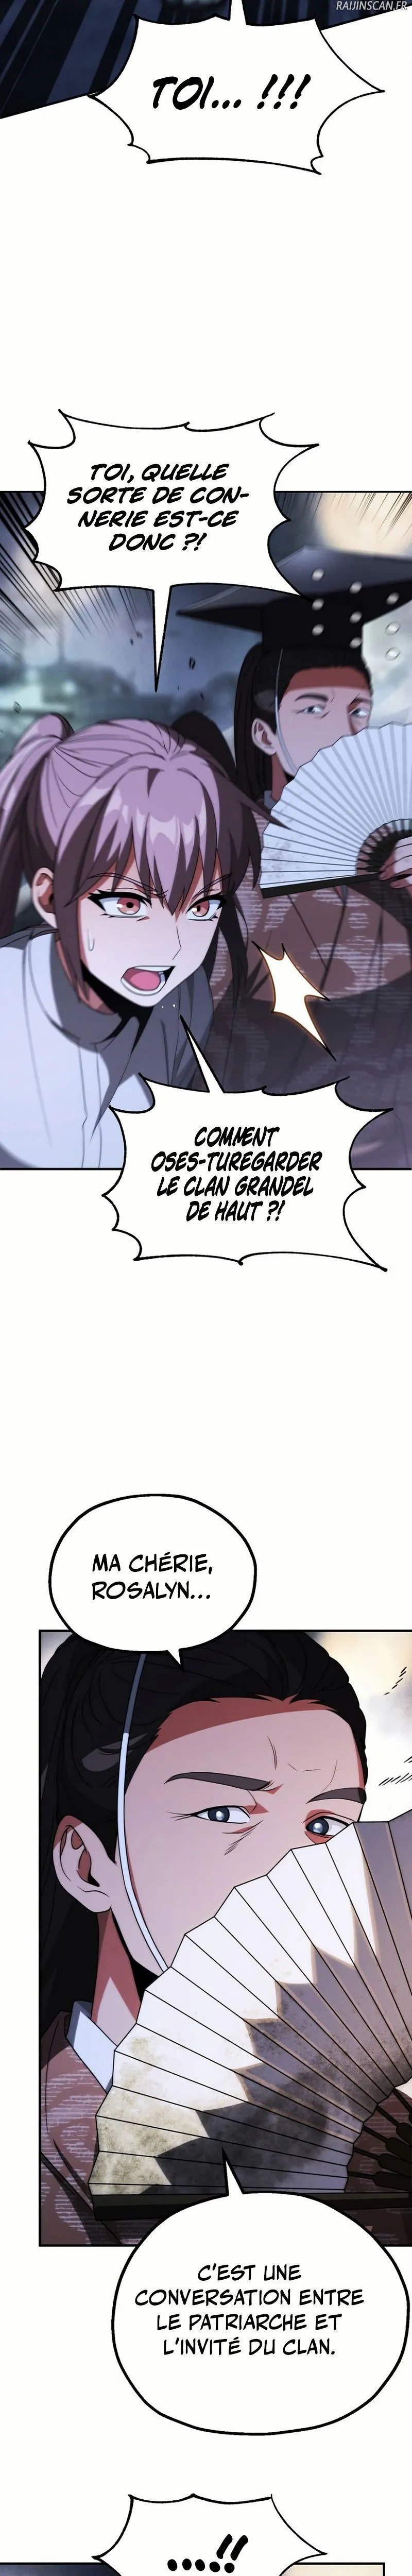 RAIJINSCAN.FR
TOI... !!!
TOI, QUELLE
SORTE DE CON-
NERIE EST-CE
DONC ?!
COMMENT
OSES-TUREGARDER
LE CLAN GRANDEL
DE HAUT ?!
MA CHÉRIE,
ROSALYN...
C'EST UNE
CONVERSATION ENTRE
LE PATRIARCHE ET
L'INVITÉ DU CLAN.
....!!